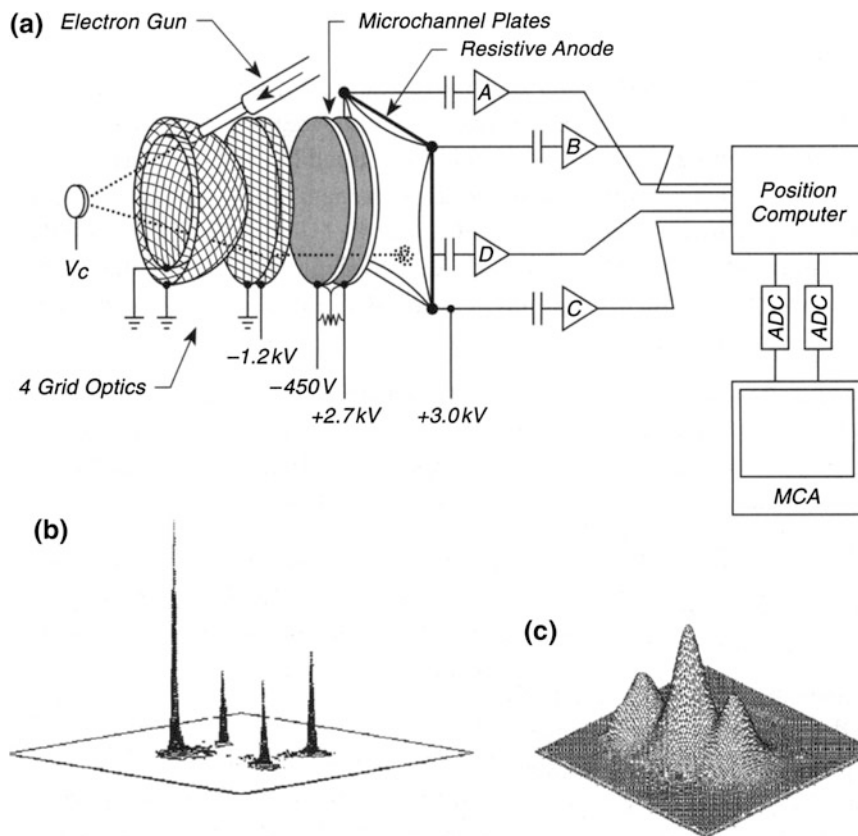 (a)
Electron Gun
Microchannel Plates
Resistive Anode
A
B
D
C
Position
Computer
ADC
ADC
MCA
Vc
4 Grid Optics
−1.2kV
−450V
+2.7kV
+3.0kV
(b)
(c)